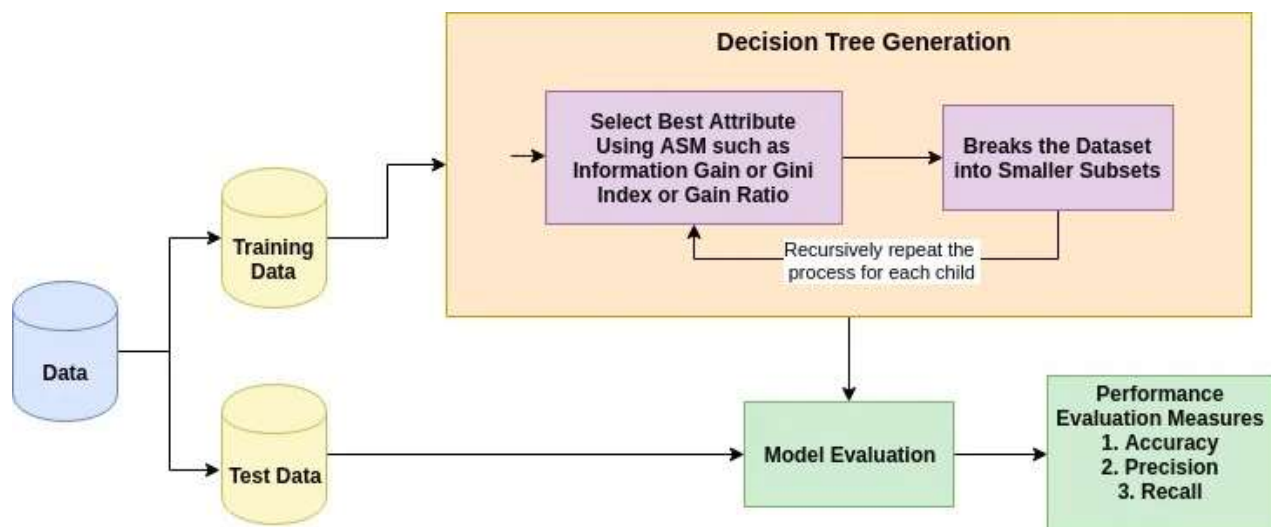 Decision Tree Generation
Select Best Attribute
Using ASM such as
Information Gain or Gini
Index or Gain Ratio
Breaks the Dataset
into Smaller Subsets
Recursively repeat the
process for each child
Training
Data
Data
Test Data
Model Evaluation
Performance
Evaluation Measures
1. Accuracy
2. Precision
3. Recall